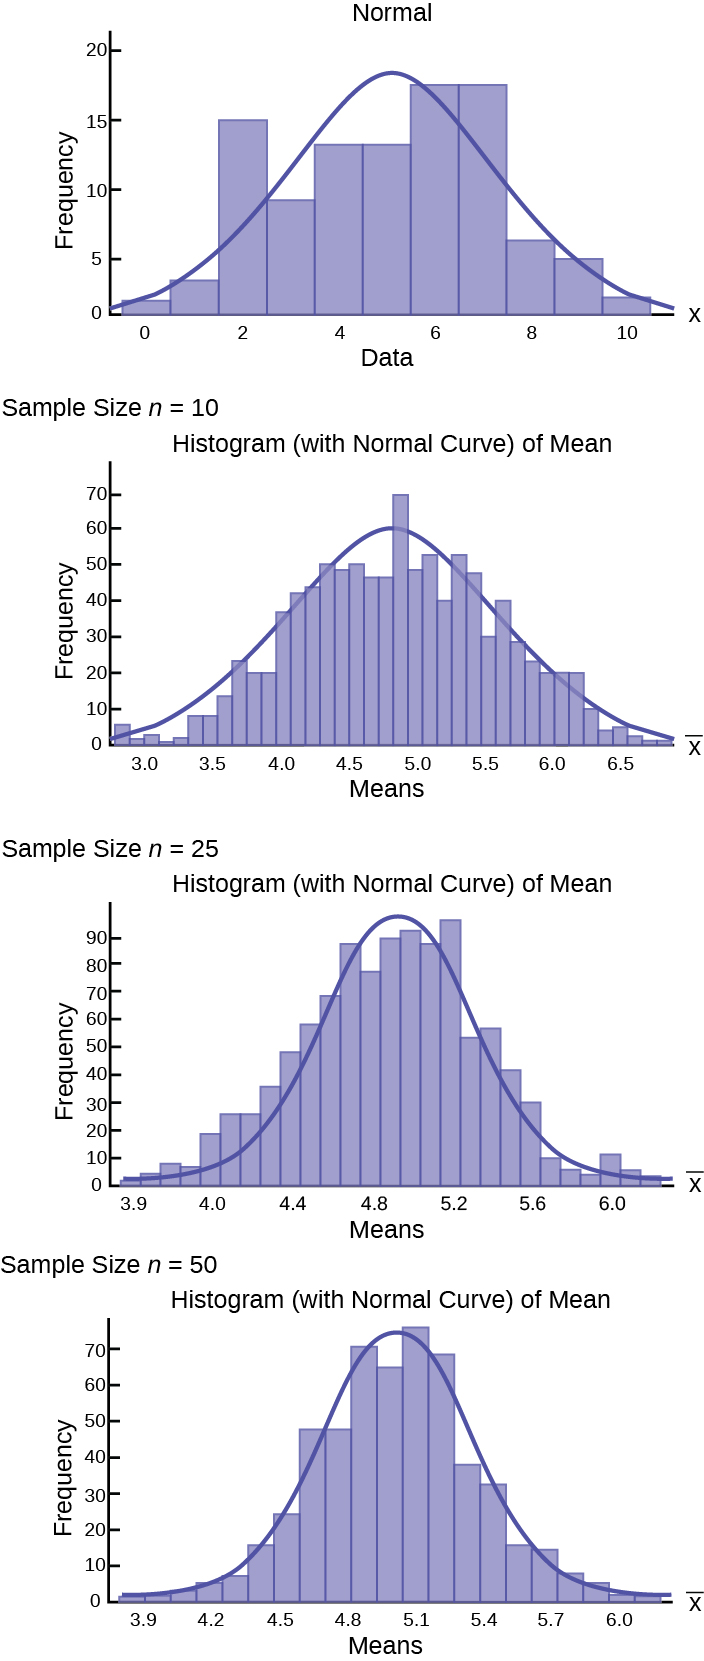 Normal
Frequency
20
15
10
5
0
0 2 4 6 8 10
x
Data
Sample Size n = 10
Histogram (with Normal Curve) of Mean
Frequency
70
60
50
40
30
20
10
0
3.0 3.5 4.0 4.5 5.0 5.5 6.0 6.5
x̅
Means
Sample Size n = 25
Histogram (with Normal Curve) of Mean
Frequency
90
80
70
60
50
40
30
20
10
0
3.9 4.0 4.4 4.8 5.2 5.6 6.0
x̅
Means
Sample Size n = 50
Histogram (with Normal Curve) of Mean
Frequency
70
60
50
40
30
20
10
0
3.9 4.2 4.5 4.8 5.1 5.4 5.7 6.0
x̅
Means